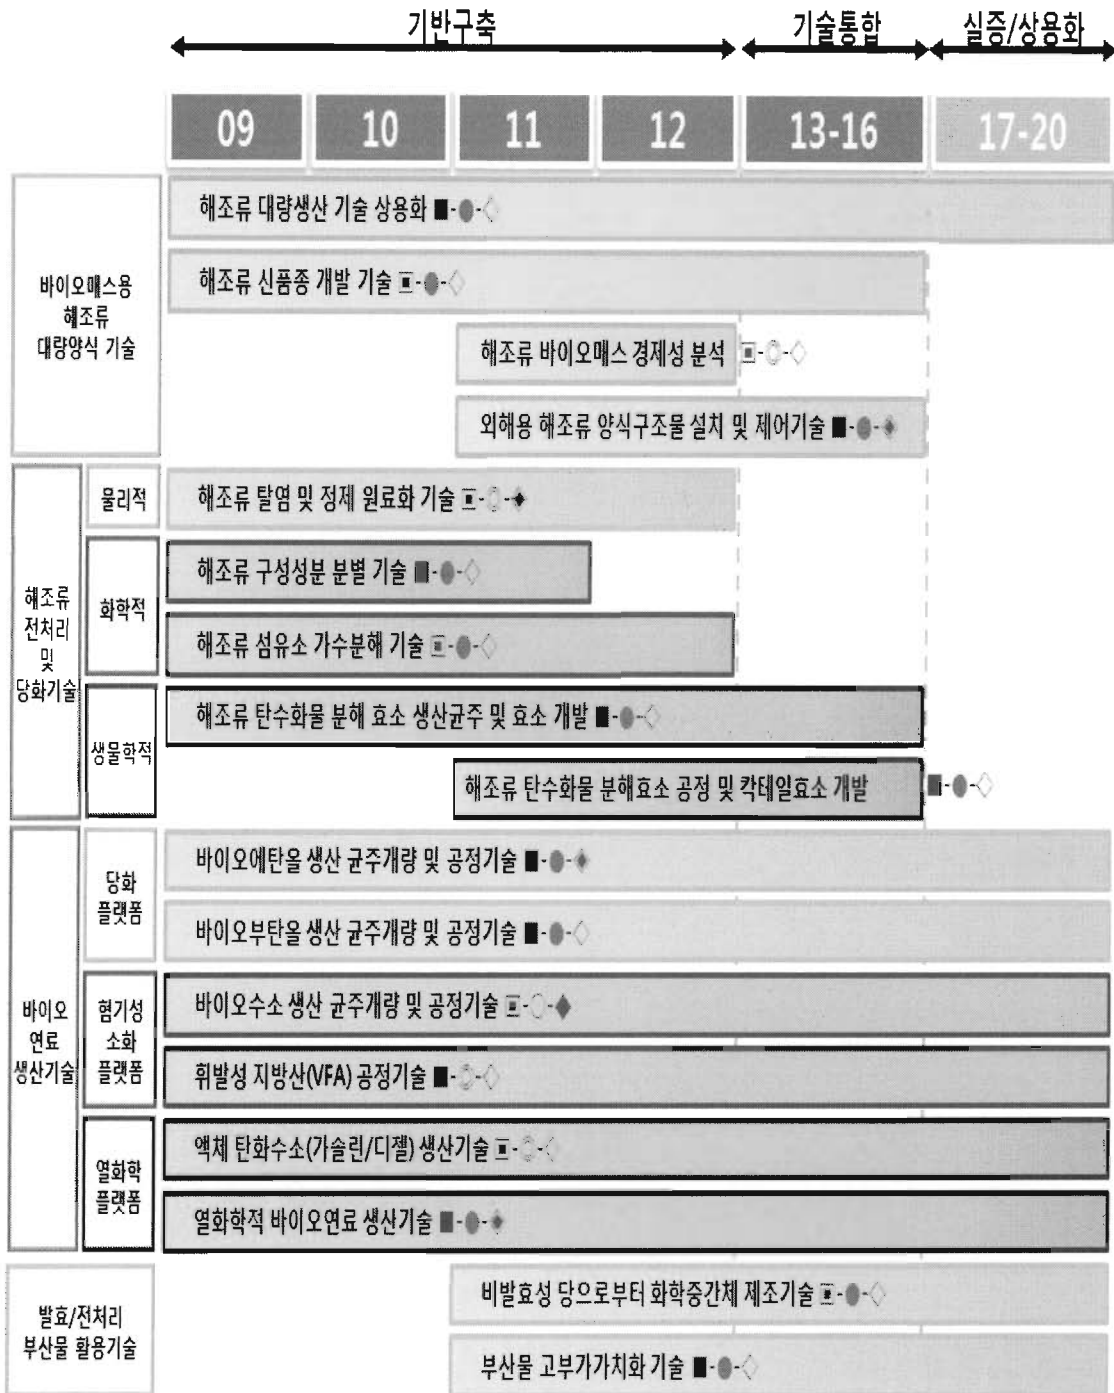 기반구축 기술통합 실증/상용화
09 10 11 12 13-16 17-20
바이오매스용
해조류
대량양식 기술
해조류 대량생산 기술 상용화
해조류 신품종 개발 기술
해조류 바이오매스 경제성 분석
외해용 해조류 양식구조물 설치 및 제어기술
해조류
전처리
및
당화기술
물리적
해조류 탈염 및 정제 원료화 기술
화학적
해조류 구성성분 분별 기술
해조류 섬유소 가수분해 기술
생물학적
해조류 탄수화물 분해 효소 생산균주 및 효소 개발
해조류 탄수화물 분해효소 공정 및 칵테일효소 개발
바이오
연료
생산기술
당화
플랫폼
바이오에탄올 생산 균주개량 및 공정기술
바이오부탄올 생산 균주개량 및 공정기술
혐기성
소화
플랫폼
바이오수소 생산 균주개량 및 공정기술
휘발성 지방산(VFA) 공정기술
열화학
플랫폼
액체 탄화수소(가솔린/디젤) 생산기술
열화학적 바이오연료 생산기술
발효/전처리
부산물 활용기술
비발효성 당으로부터 화학중간체 제조기술
부산물 고부가가치화 기술